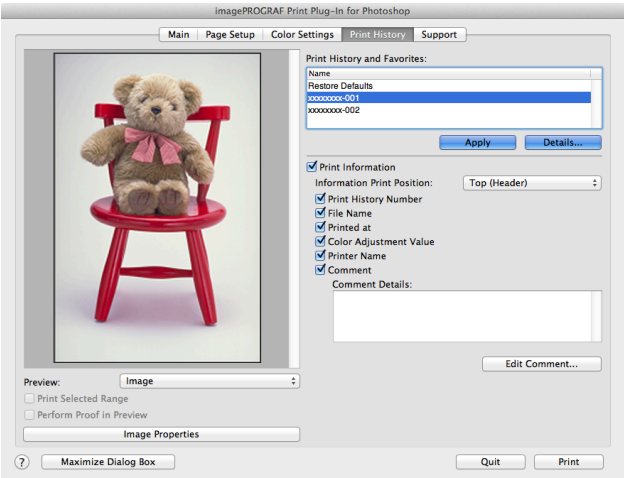 imagePROGRAF Print Plug-In for Photoshop
Main Page Setup Color Settings Print History Support
Print History and Favorites:
Name
Restore Defaults
xxxxxxxx-001
xxxxxxxx-002
Apply Details...
Print Information
Information Print Position: Top (Header)
Print History Number
File Name
Printed at
Color Adjustment Value
Printer Name
Comment
Comment Details:
Edit Comment...
Preview: Image
Print Selected Range
Perform Proof in Preview
Image Properties
? Maximize Dialog Box Quit Print